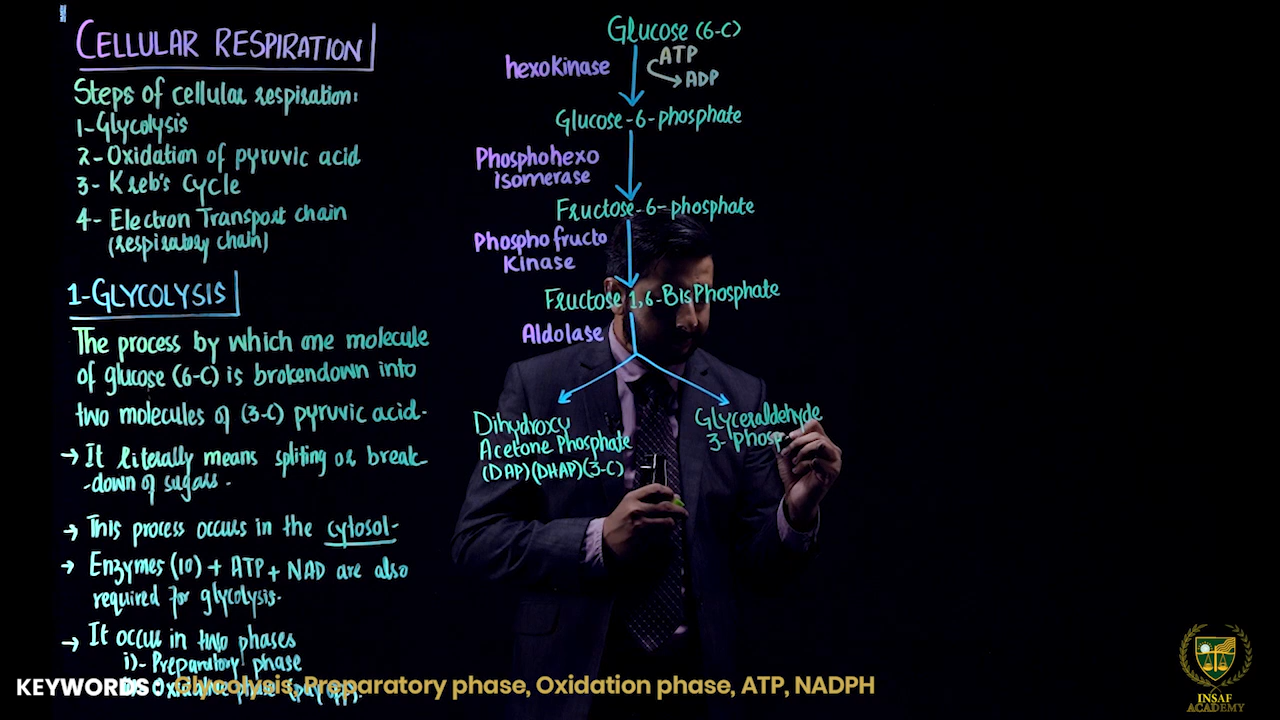 CELLULAR RESPIRATION
Steps of cellular respiration:
1-Glycolysis
2-Oxidation of pyruvic acid
3- Kreb's Cycle
4- Electron Transport chain
(respiratory chain)
1-GLYCOLYSIS
The process by which one molecule
of glucose (6-C) is brokendown into
two molecules of (3-C) pyruvic acid-
→ It literally means spliting or break
-down of sugars.
→ This process occurs in the cytosol-
→ Enzymes (10) + ATP + NAD are also
required for glycolysis-
→ It occur in two phases
i)- Preparatory phase
Glucose (6-C)
hexokinase
ATP
ADP
Glucose-6-phosphate
Phosphohexo
Isomerase
Fructose-6-phosphate
Phosphofructo
Kinase
Fructose 1,6-BisPhosphate
Aldolase
Dihydroxy
Acetone Phosphate
(DAP)(DHAP)(3-C)
Glyceraldehyde
3-phosp
KEYWORDS : Glycolysis, Preparatory phase, Oxidation phase, ATP, NADPH
INSAF
ACADEMY